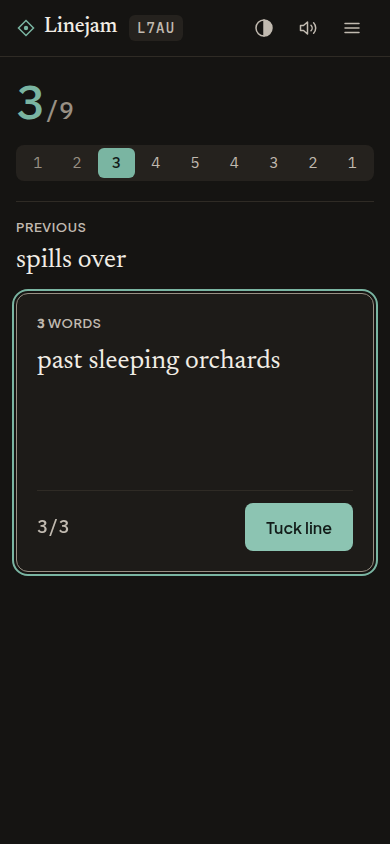 Linejam L7AU
3/9
1 2 3 4 5 4 3 2 1
PREVIOUS
spills over
3 WORDS
past sleeping orchards
3/3 Tuck line